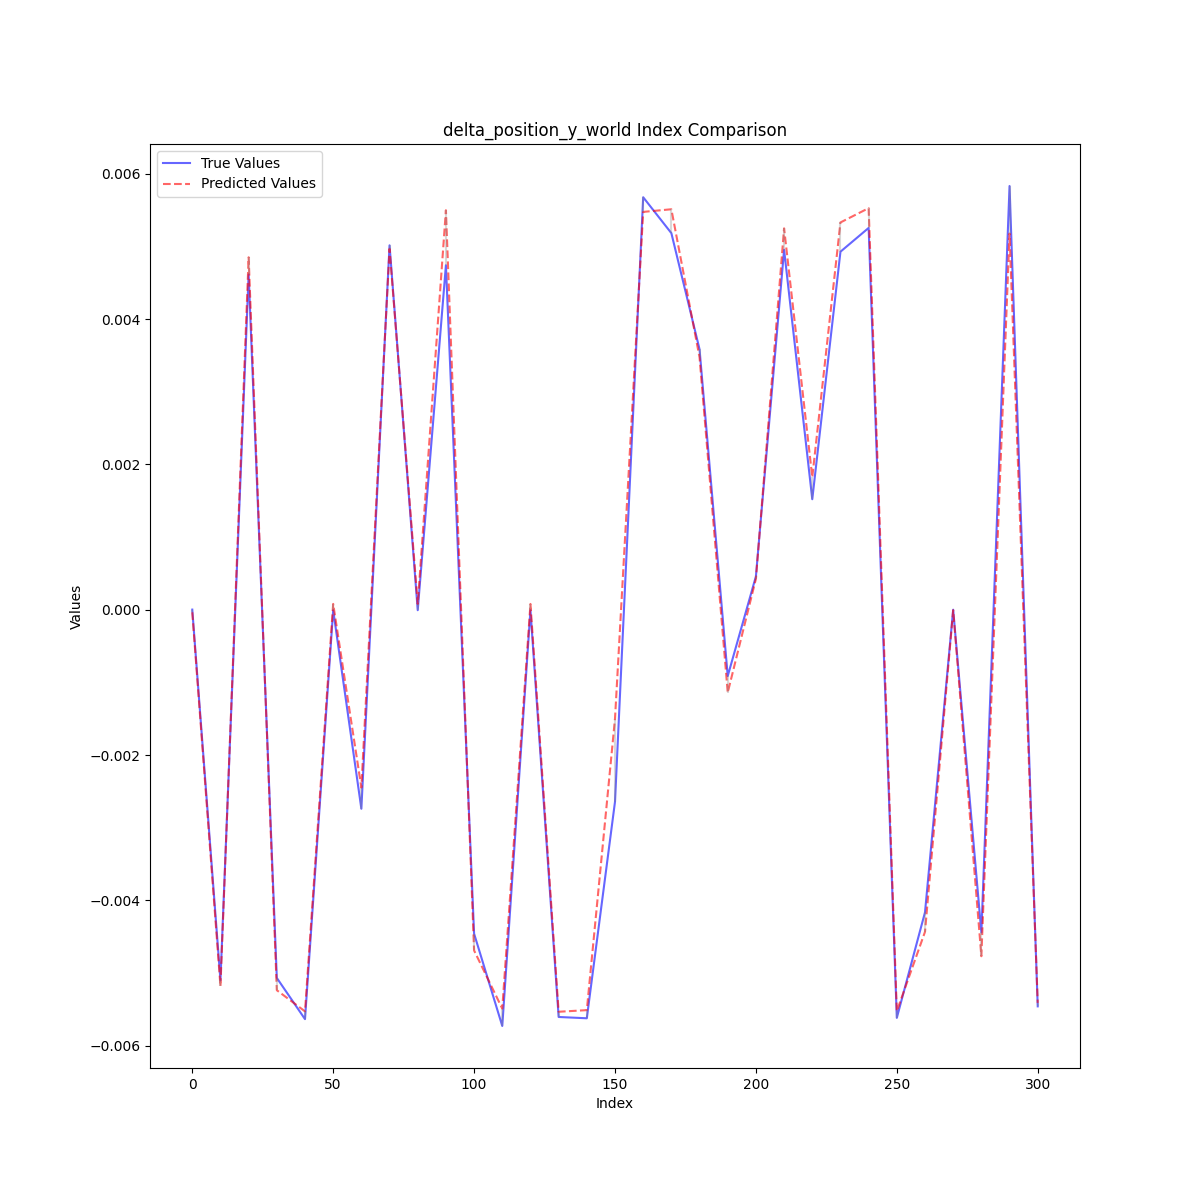 delta_position_y_world Index Comparison
True Values
Predicted Values
0.006
0.004
0.002
0.000
−0.002
−0.004
−0.006
Values
0 50 100 150 200 250 300
Index